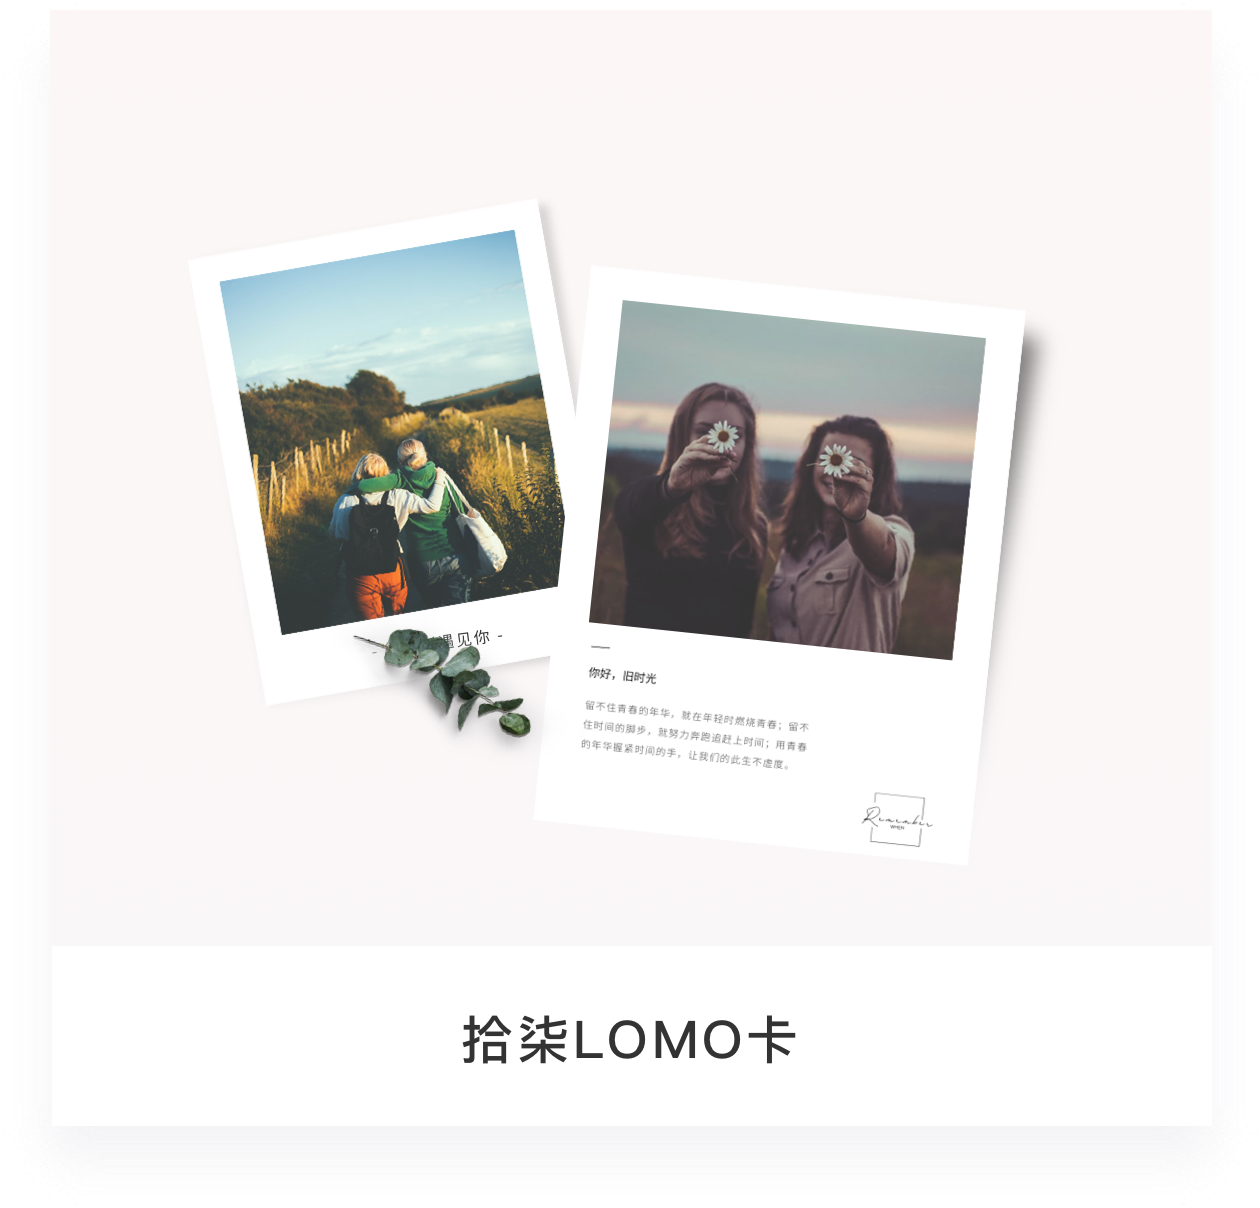 - 遇见你 -
你好，旧时光
留不住青春的年华，就在年轻时燃烧青春；留不
住时间的脚步，就努力奔跑追赶上时间；用青春
的年华握紧时间的手，让我们的此生不虚度。
Remember
WHEN
拾柒LOMO卡